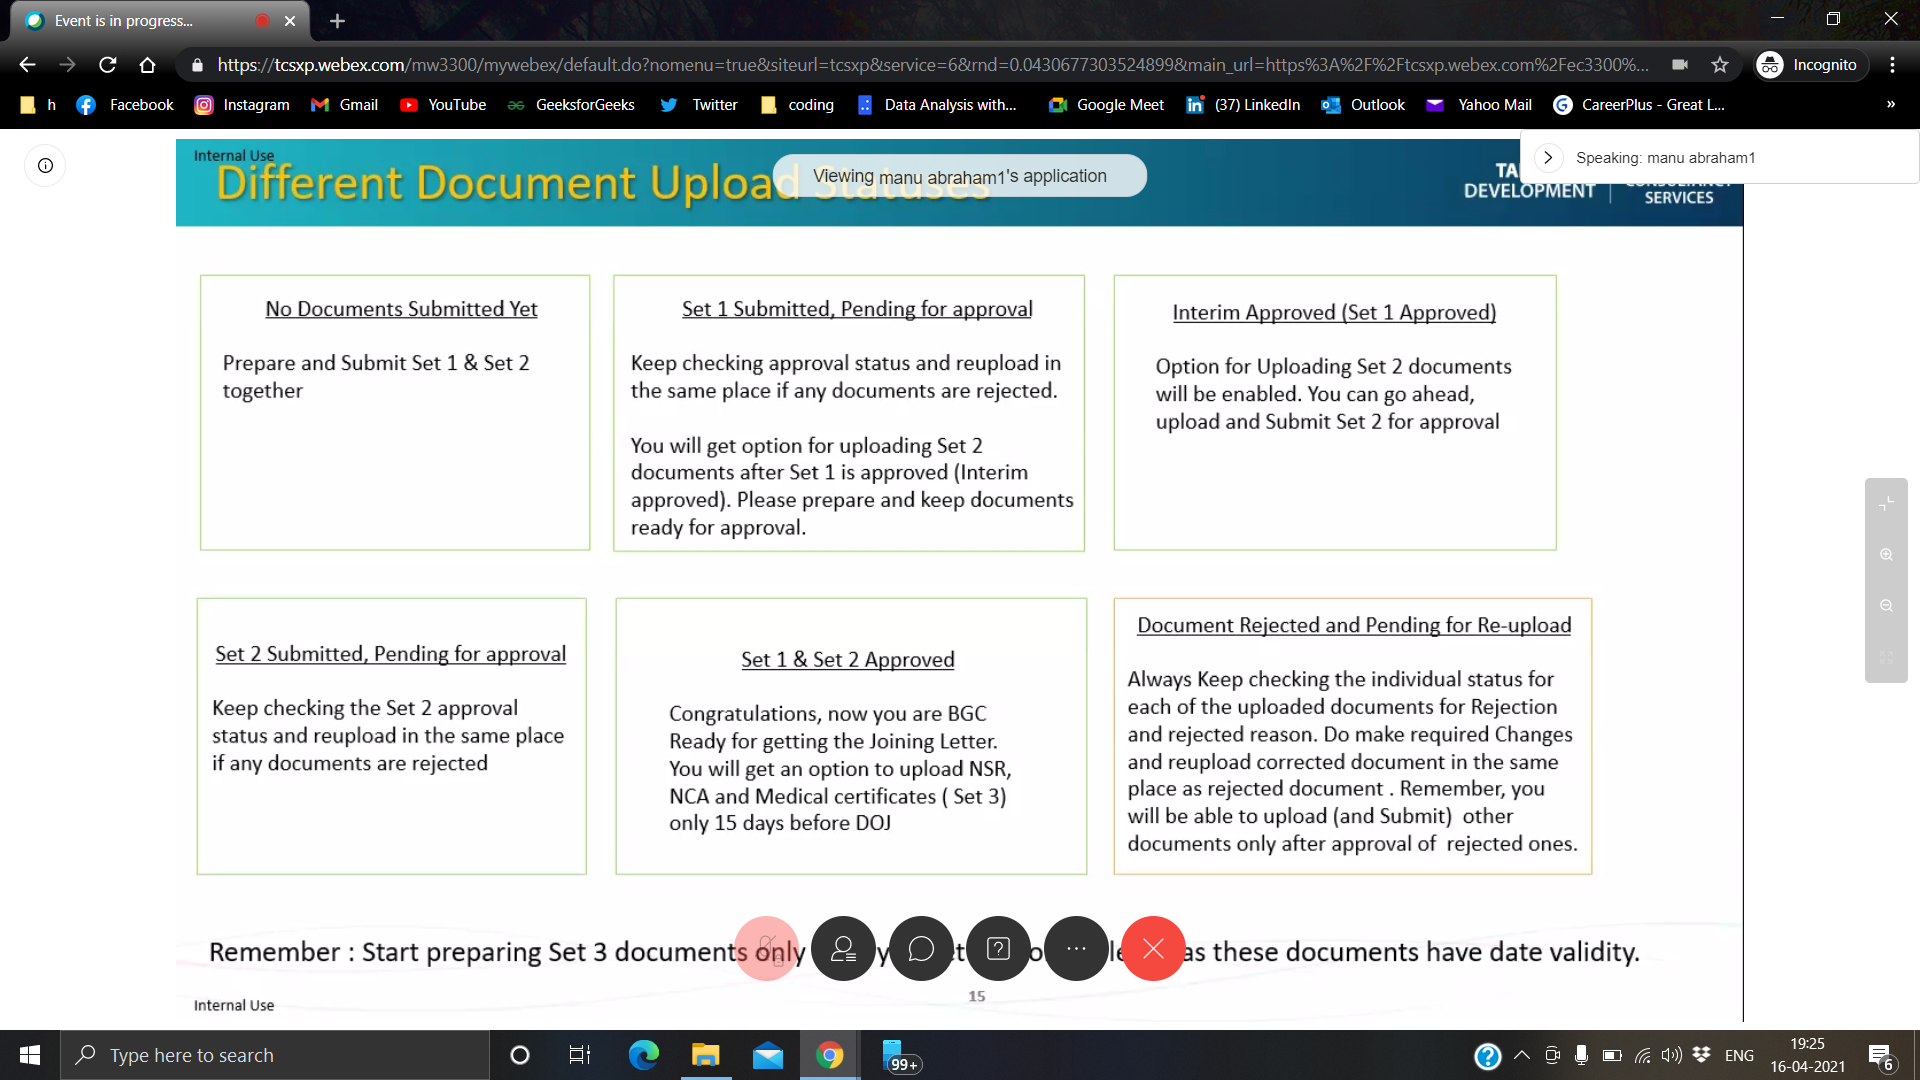 Event is in progress...
https://tcsxp.webex.com/mw3300/mywebex/default.do?nomenu=true&siteurl=tcsxp&service=6&rnd=0.0430677303524899&main_url=https%3A%2F%2Ftcsxp.webex.com%2Fec3300%...
Incognito
h Facebook Instagram Gmail YouTube GeeksforGeeks Twitter coding Data Analysis with... Google Meet (37) LinkedIn Outlook Yahoo Mail CareerPlus - Great L... »
Internal Use
Different Document Upload Statuses
Viewing manu abraham1's application
Speaking: manu abraham1
DEVELOPMENT
CONSULTANCY
SERVICES
No Documents Submitted Yet
Prepare and Submit Set 1 & Set 2
together
Set 1 Submitted, Pending for approval
Keep checking approval status and reupload in
the same place if any documents are rejected.
You will get option for uploading Set 2
documents after Set 1 is approved (Interim
approved). Please prepare and keep documents
ready for approval.
Interim Approved (Set 1 Approved)
Option for Uploading Set 2 documents
will be enabled. You can go ahead,
upload and Submit Set 2 for approval
Set 2 Submitted, Pending for approval
Keep checking the Set 2 approval
status and reupload in the same place
if any documents are rejected
Set 1 & Set 2 Approved
Congratulations, now you are BGC
Ready for getting the Joining Letter.
You will get an option to upload NSR,
NCA and Medical certificates ( Set 3)
only 15 days before DOJ
Document Rejected and Pending for Re-upload
Always Keep checking the individual status for
each of the uploaded documents for Rejection
and rejected reason. Do make required Changes
and reupload corrected document in the same
place as rejected document . Remember, you
will be able to upload (and Submit) other
documents only after approval of rejected ones.
Remember : Start preparing Set 3 documents only as these documents have date validity.
15
Internal Use
Type here to search
99+
ENG
19:25
16-04-2021
6